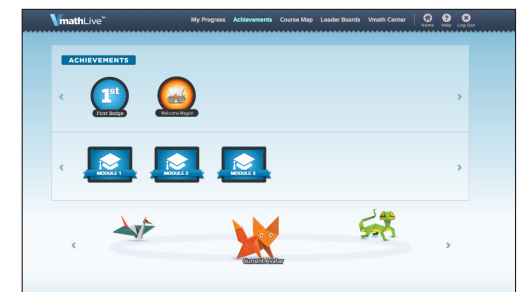 VmathLive™
My Progress Achievements Course Map Leader Boards Vmath Center Home Help Log Out
ACHIEVEMENTS
1st
First Badge Welcome Wagon
MODULE 1 MODULE 2 MODULE 3
Current Avatar